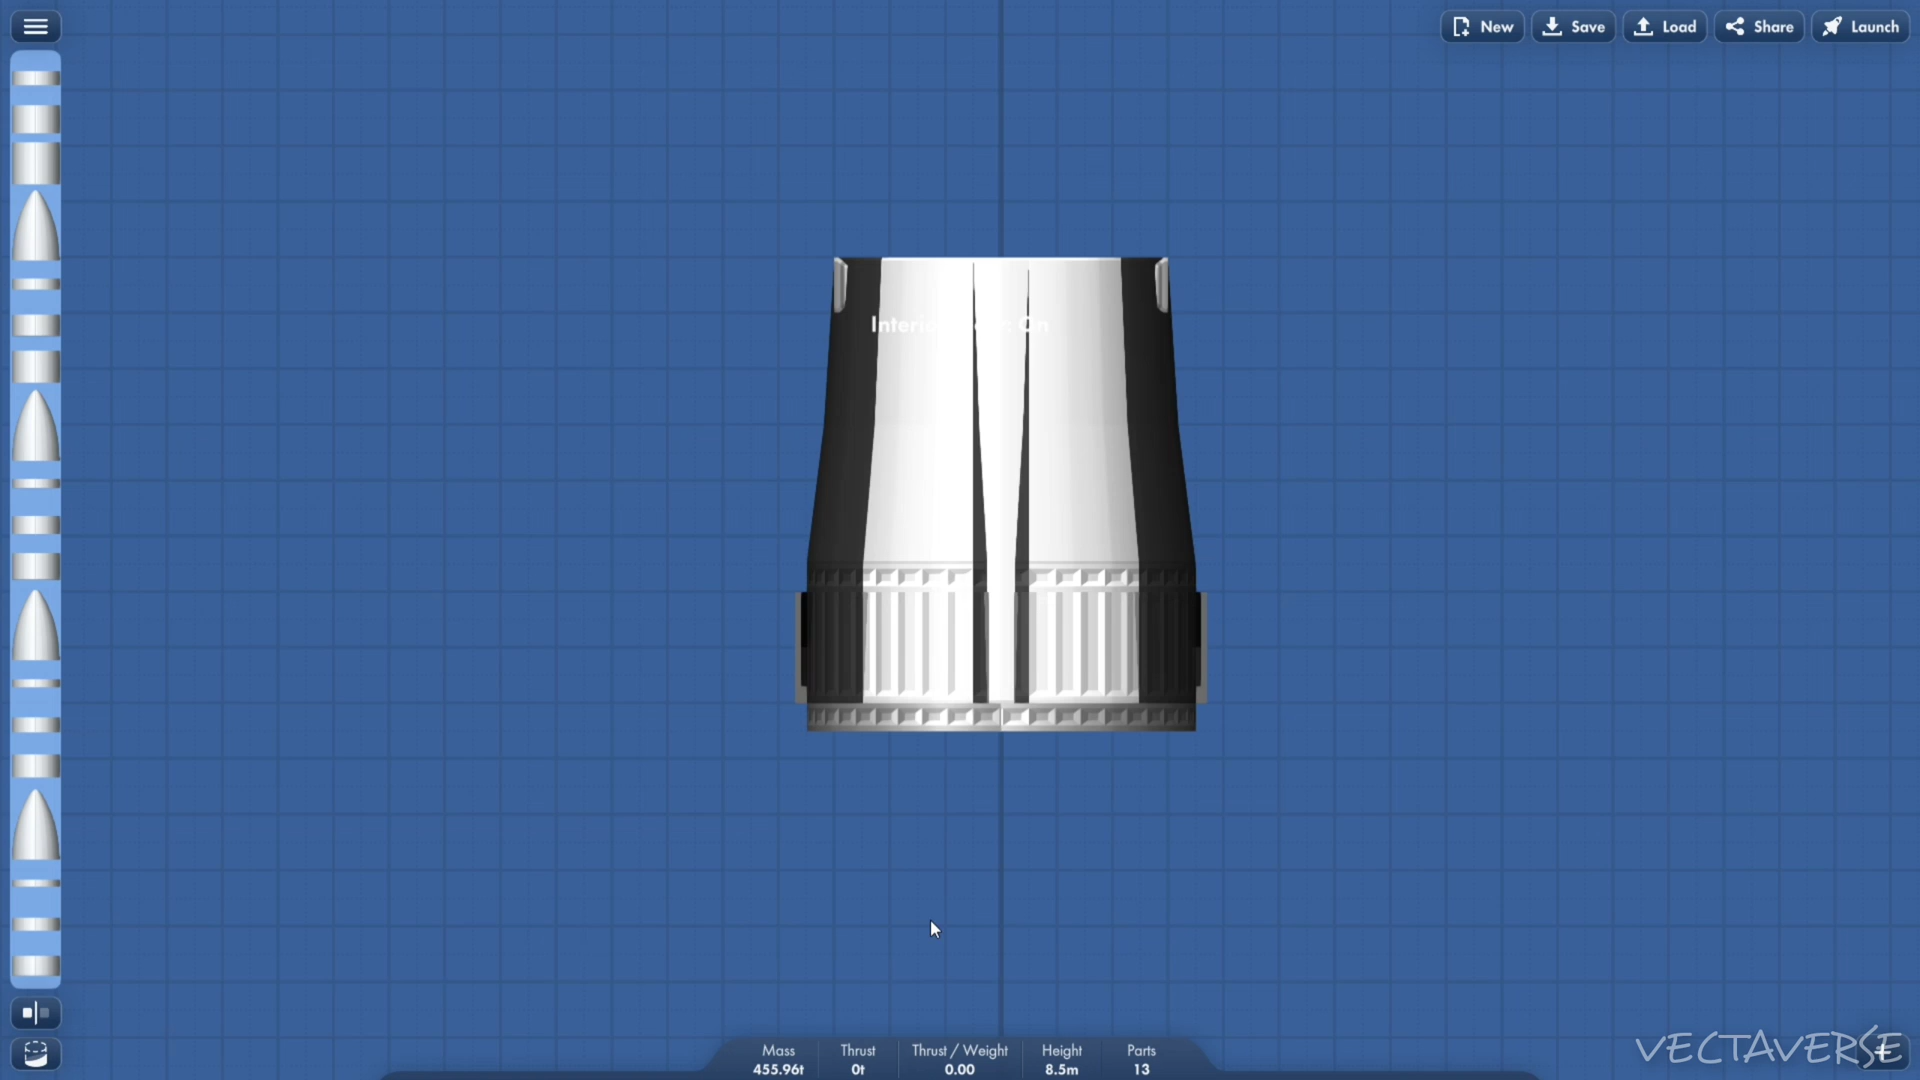 New
Save
Load
Share
Launch
On
Mass
Thrust
Thrust / Weight
Height
Parts
455.96t
0t
0.00
8.5m
13
VECTAVERSE